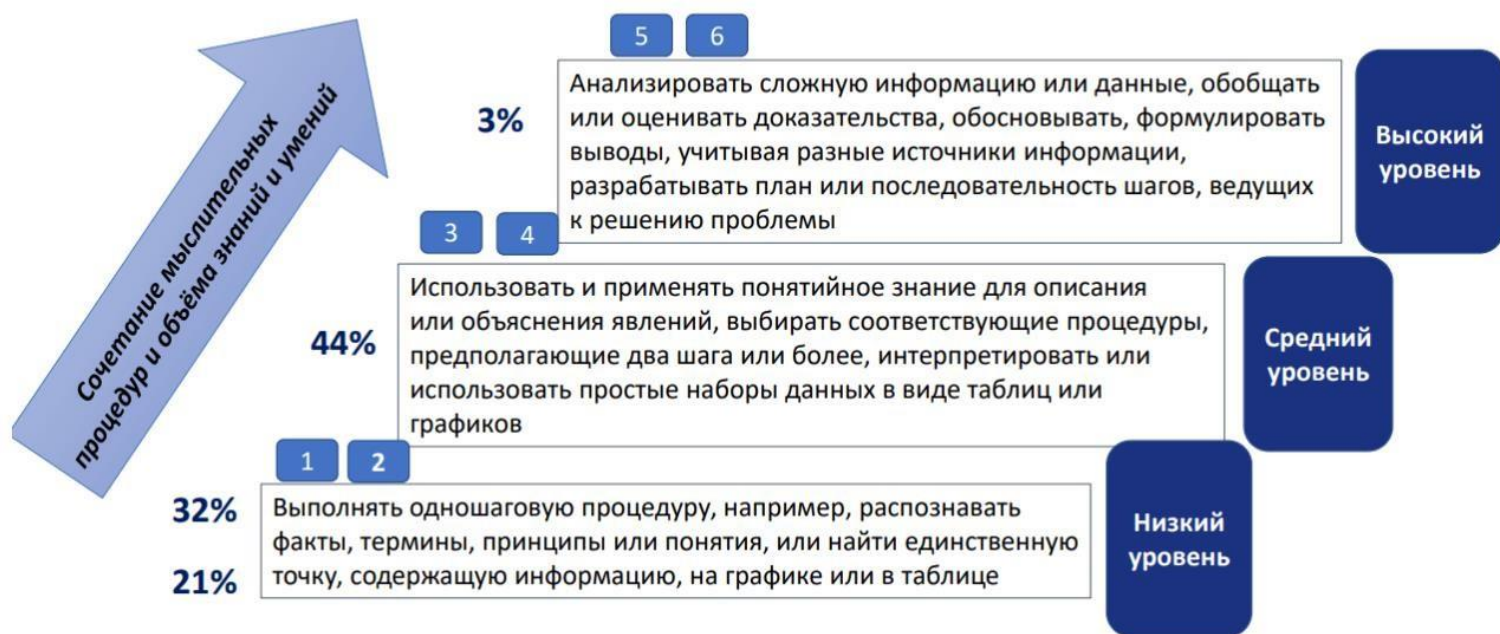 Сочетание мыслительных
процедур и объёма знаний и умений
5
6
3%
Анализировать сложную информацию или данные, обобщать
или оценивать доказательства, обосновывать, формулировать
выводы, учитывая разные источники информации,
разрабатывать план или последовательность шагов, ведущих
к решению проблемы
Высокий
уровень
3
4
44%
Использовать и применять понятийное знание для описания
или объяснения явлений, выбирать соответствующие процедуры,
предполагающие два шага или более, интерпретировать или
использовать простые наборы данных в виде таблиц или
графиков
Средний
уровень
1
2
32%
21%
Выполнять одношаговую процедуру, например, распознавать
факты, термины, принципы или понятия, или найти единственную
точку, содержащую информацию, на графике или в таблице
Низкий
уровень